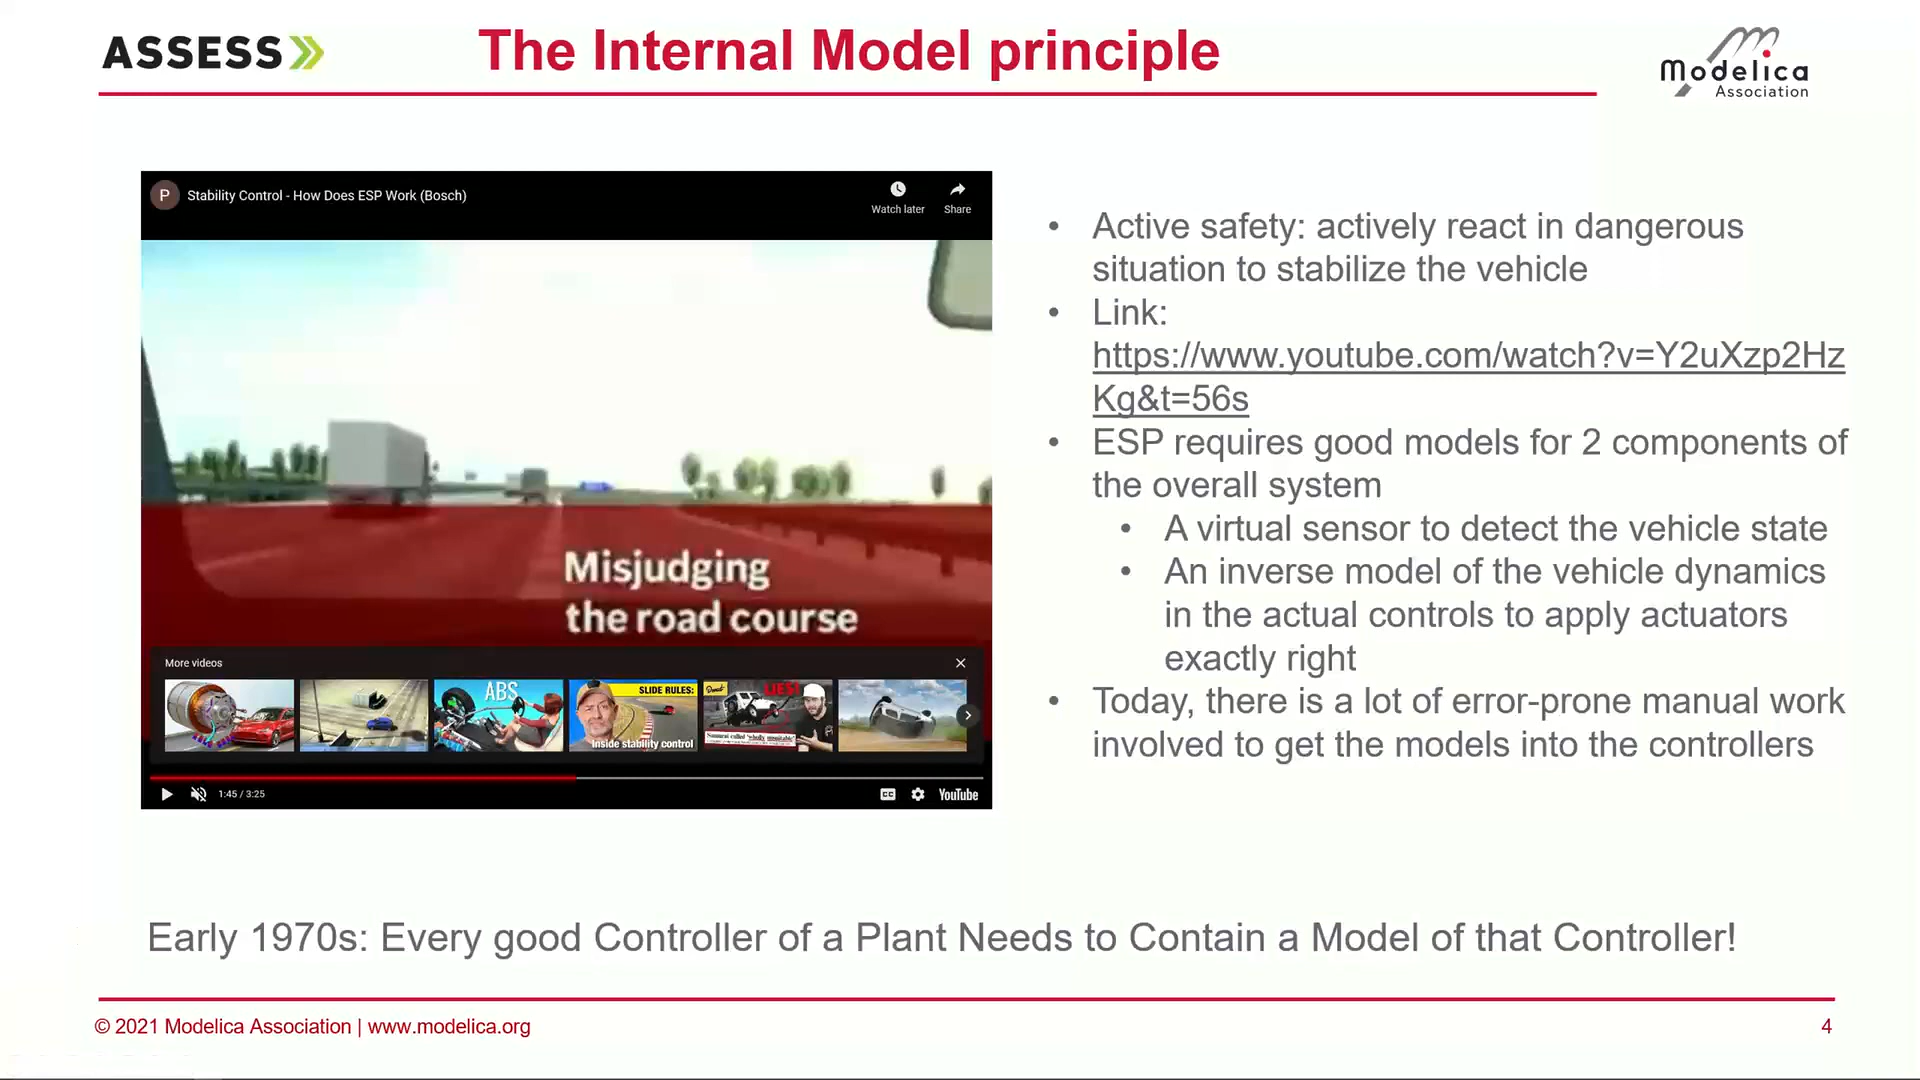 ASSESS
The Internal Model principle
Modelica
Association
P
Stability Control - How Does ESP Work (Bosch)
Watch later
Share
Misjudging
the road course
More videos
ABS
SLIDE RULES:
Inside stability control
Donut
LIES!
1:45 / 3:25
CC
YouTube
• Active safety: actively react in dangerous
situation to stabilize the vehicle
• Link:
https://www.youtube.com/watch?v=Y2uXzp2Hz
Kg&t=56s
• ESP requires good models for 2 components of
the overall system
• A virtual sensor to detect the vehicle state
• An inverse model of the vehicle dynamics
in the actual controls to apply actuators
exactly right
• Today, there is a lot of error-prone manual work
involved to get the models into the controllers
Early 1970s: Every good Controller of a Plant Needs to Contain a Model of that Controller!
© 2021 Modelica Association | www.modelica.org
4